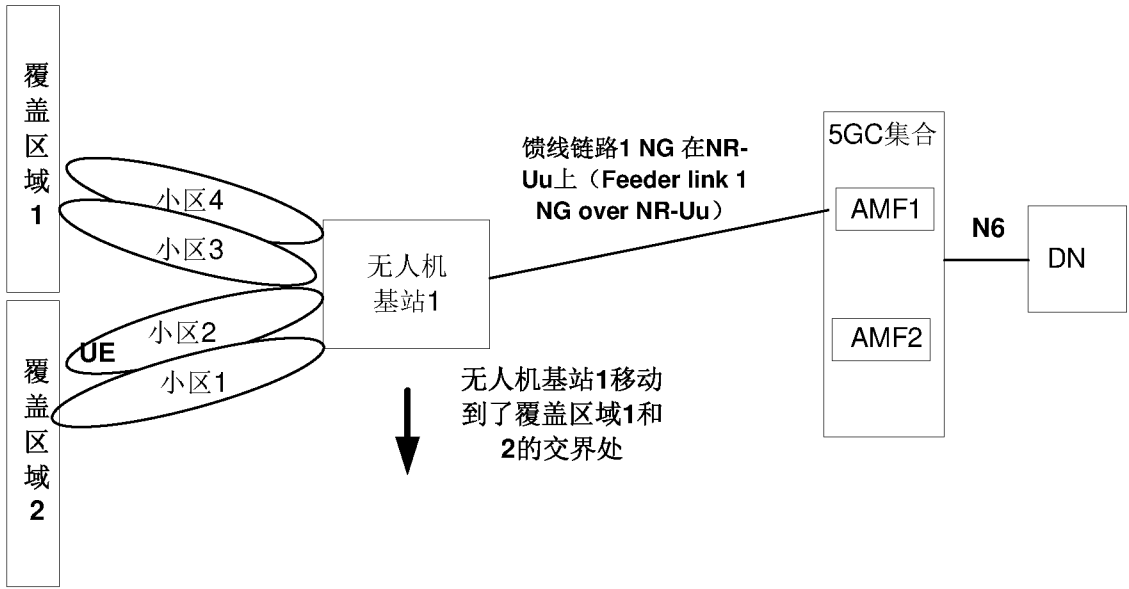 覆
盖
区
域
1
小区4
小区3
小区2
UE
小区1
覆
盖
区
域
2
无人机
基站1
馈线链路1 NG 在NR-
Uu上（Feeder link 1
NG over NR-Uu）
无人机基站1移动
到了覆盖区域1和
2的交界处
5GC集合
AMF1
AMF2
N6
DN